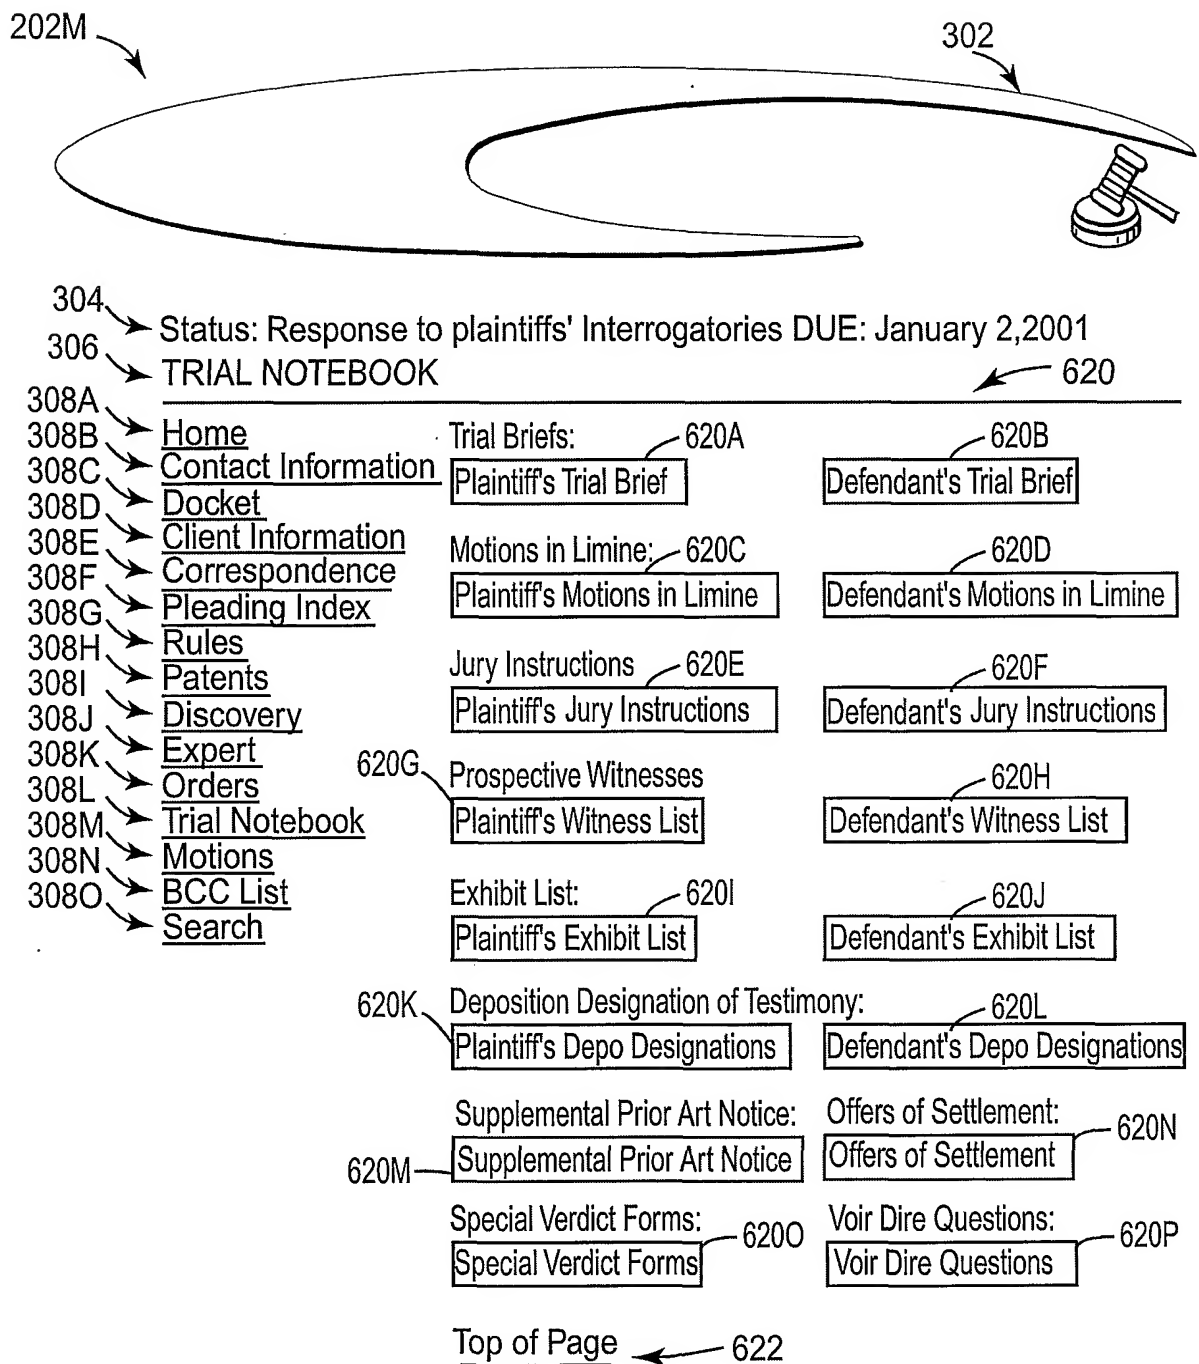 202M
302
304
Status: Response to plaintiffs' Interrogatories DUE: January 2,2001
306
TRIAL NOTEBOOK
620
308A
Home
308B
Contact Information
308C
Docket
308D
Client Information
308E
Correspondence
308F
Pleading Index
308G
Rules
308H
Patents
308I
Discovery
308J
Expert
308K
Orders
308L
Trial Notebook
308M
Motions
308N
BCC List
308O
Search
Trial Briefs:
620A
620B
Plaintiff's Trial Brief
Defendant's Trial Brief
Motions in Limine:
620C
620D
Plaintiff's Motions in Limine
Defendant's Motions in Limine
Jury Instructions
620E
620F
Plaintiff's Jury Instructions
Defendant's Jury Instructions
620G
Prospective Witnesses
620H
Plaintiff's Witness List
Defendant's Witness List
Exhibit List:
620I
620J
Plaintiff's Exhibit List
Defendant's Exhibit List
620K
Deposition Designation of Testimony:
620L
Plaintiff's Depo Designations
Defendant's Depo Designations
Supplemental Prior Art Notice:
Offers of Settlement:
620N
620M
Supplemental Prior Art Notice
Offers of Settlement
Special Verdict Forms:
620O
Voir Dire Questions:
620P
Special Verdict Forms
Voir Dire Questions
Top of Page
622